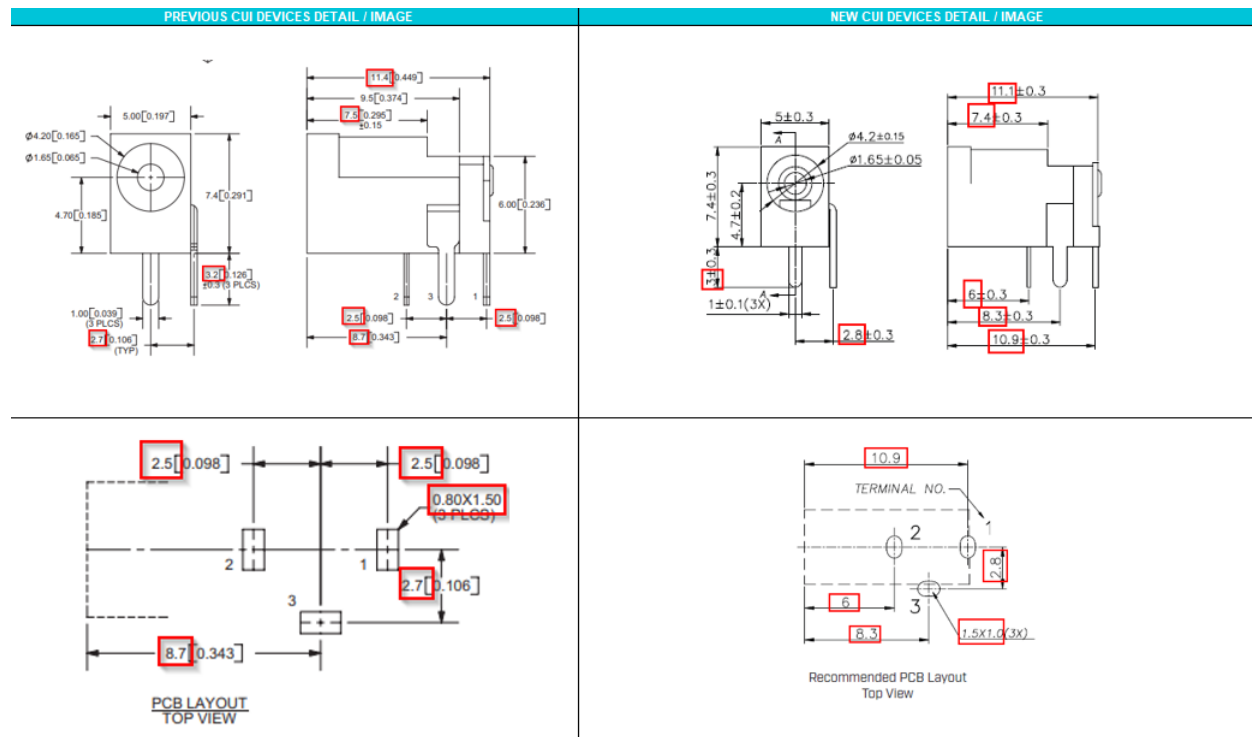 PREVIOUS CUI DEVICES DETAIL / IMAGE
NEW CUI DEVICES DETAIL / IMAGE
11.4[0.449]
9.5[0.374]
5.00[0.197]
7.5[0.295]
±0.15
Ø4.20[0.165]
Ø1.65[0.065]
7.4[0.291]
6.00[0.236]
4.70[0.185]
3.2[0.126]
±0.3 (3 PLCS)
2
3
1
1.00[0.039]
(3 PLCS)
2.5[0.098]
2.5[0.098]
2.7[0.106]
(TYP)
8.7[0.343]
11.1±0.3
7.4±0.3
5±0.3
A
Ø4.2±0.15
Ø1.65±0.05
7.4±0.3
4.7±0.2
3±0.3
A
1±0.1(3X)
2.8±0.3
6±0.3
8.3±0.3
10.9±0.3
2.5[0.098]
2.5[0.098]
0.80X1.50
(3 PLCS)
2
1
2.7[0.106]
3
8.7[0.343]
PCB LAYOUT
TOP VIEW
10.9
TERMINAL NO.
1
2
2.8
6
3
8.3
1.5X1.0(3X)
Recommended PCB Layout
Top View